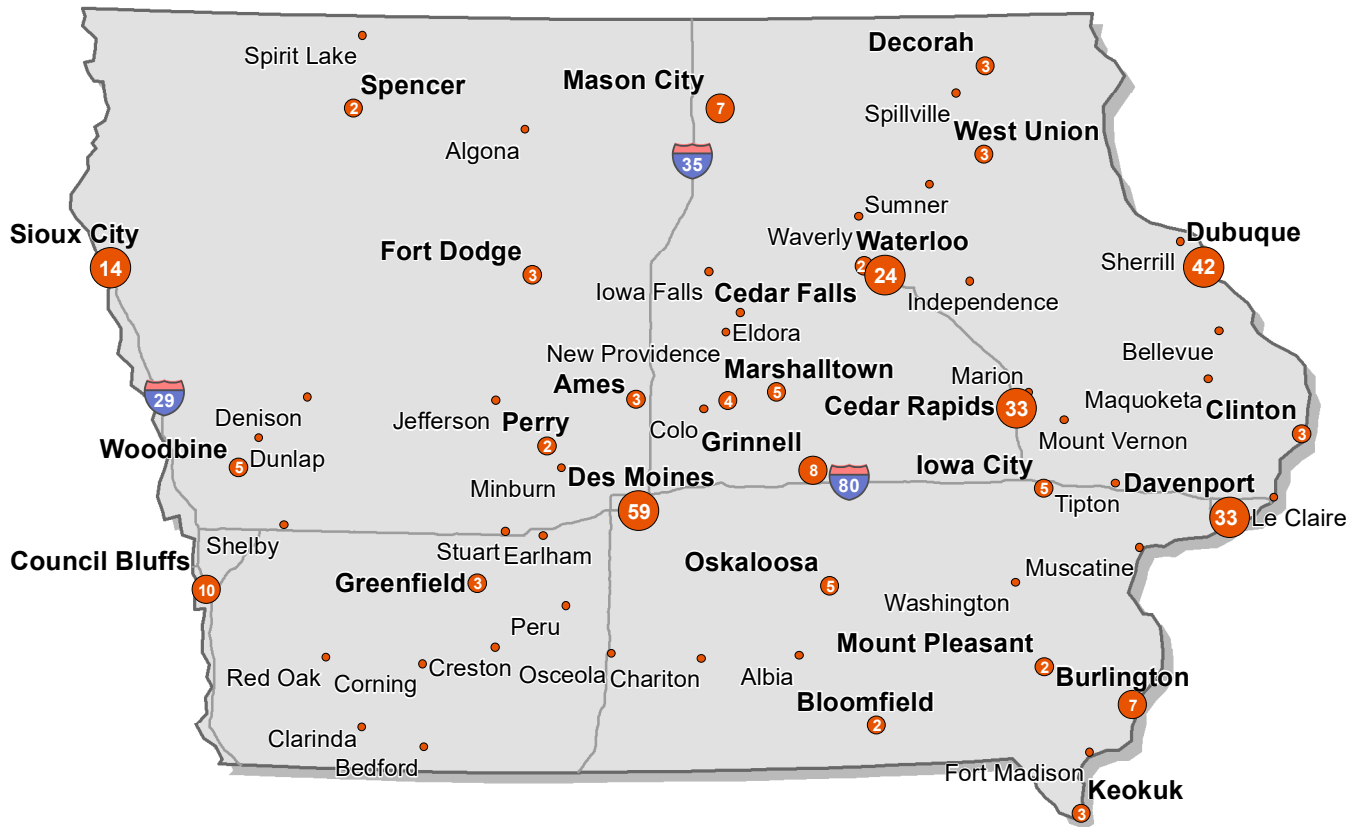 Spirit Lake
Decorah
3
Spencer
2
Mason City
7
Spillville
Algona
West Union
3
35
Sumner
Sioux City
14
Fort Dodge
3
Waverly
Waterloo
2
24
Dubuque
42
Sherrill
Iowa Falls
Cedar Falls
Independence
Eldora
New Providence
Bellevue
Ames
3
Marshalltown
5
4
Marion
29
Denison
Jefferson
Perry
2
Colo
Cedar Rapids
33
Maquoketa
Clinton
3
Woodbine
5
Dunlap
Grinnell
8
Mount Vernon
Minburn
Des Moines
59
80
Iowa City
5
Tipton
Davenport
33
Le Claire
Shelby
Stuart
Earlham
Council Bluffs
10
Greenfield
3
Oskaloosa
5
Muscatine
Washington
Peru
Mount Pleasant
2
Red Oak
Corning
Creston
Osceola
Chariton
Albia
Burlington
7
Bloomfield
2
Clarinda
Bedford
Fort Madison
Keokuk
3